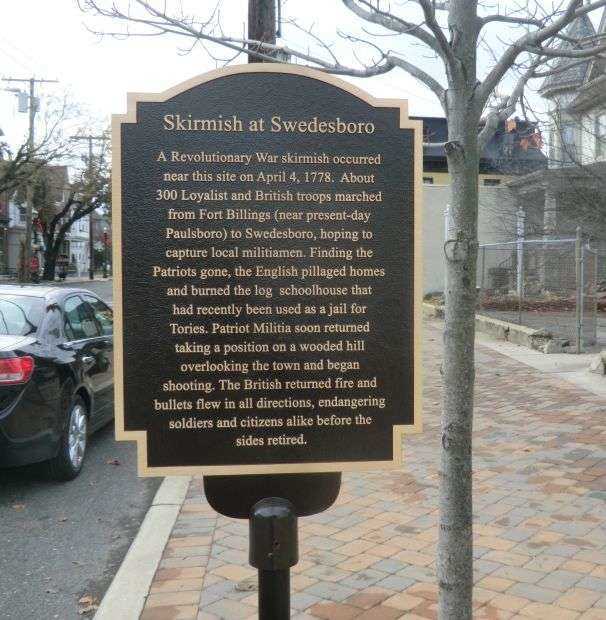 Skirmish at Swedesboro
A Revolutionary War skirmish occurred
near this site on April 4, 1778. About
300 Loyalist and British troops marched
from Fort Billings (near present-day
Paulsboro) to Swedesboro, hoping to
capture local militiamen. Finding the
Patriots gone, the English pillaged homes
and burned the log schoolhouse that
had recently been used as a jail for
Tories. Patriot Militia soon returned
taking a position on a wooded hill
overlooking the town and began
shooting. The British returned fire and
bullets flew in all directions, endangering
soldiers and citizens alike before the
sides retired.